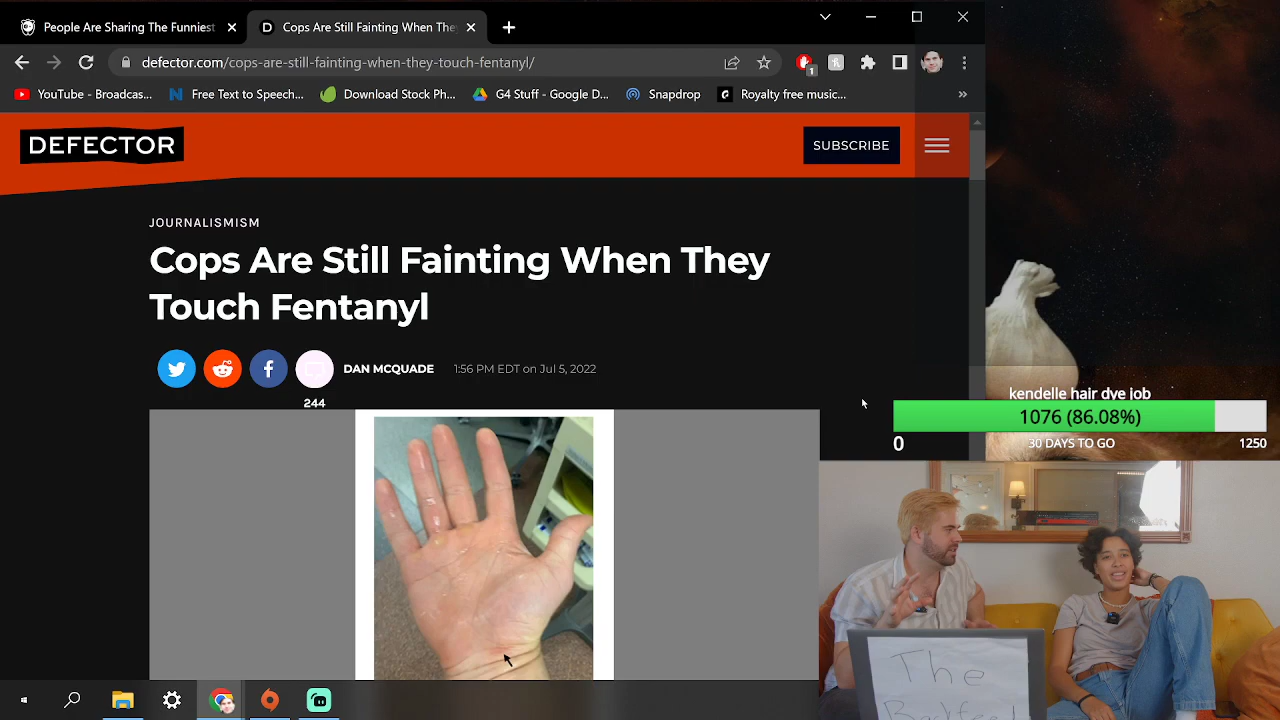 People Are Sharing The Funniest
Cops Are Still Fainting When The
defector.com/cops-are-still-fainting-when-they-touch-fentanyl/
1
YouTube - Broadcas...
Free Text to Speech...
Download Stock Ph...
G4 Stuff - Google D...
Snapdrop
Royalty free music...
»
DEFECTOR
SUBSCRIBE
JOURNALISMISM
Cops Are Still Fainting When They
Touch Fentanyl
DAN MCQUADE
1:56 PM EDT on Jul 5, 2022
244
kendelle hair dye job
1076 (86.08%)
0
30 DAYS TO GO
1250
The